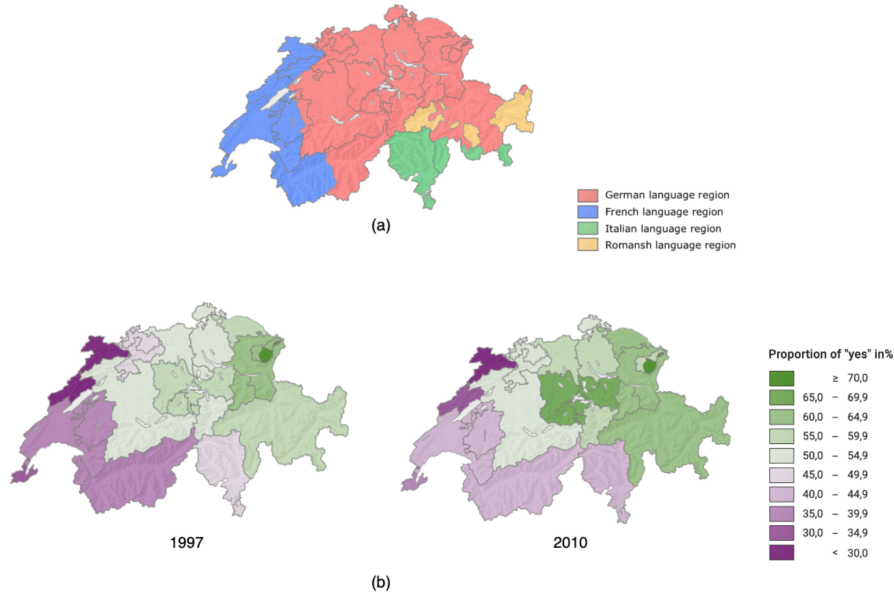 German language region
French language region
Italian language region
Romansh language region
(a)
Proportion of "yes" in%
≥ 70,0
65,0 – 69,9
60,0 – 64,9
55,0 – 59,9
50,0 – 54,9
45,0 – 49,9
40,0 – 44,9
35,0 – 39,9
30,0 – 34,9
< 30,0
1997
2010
(b)